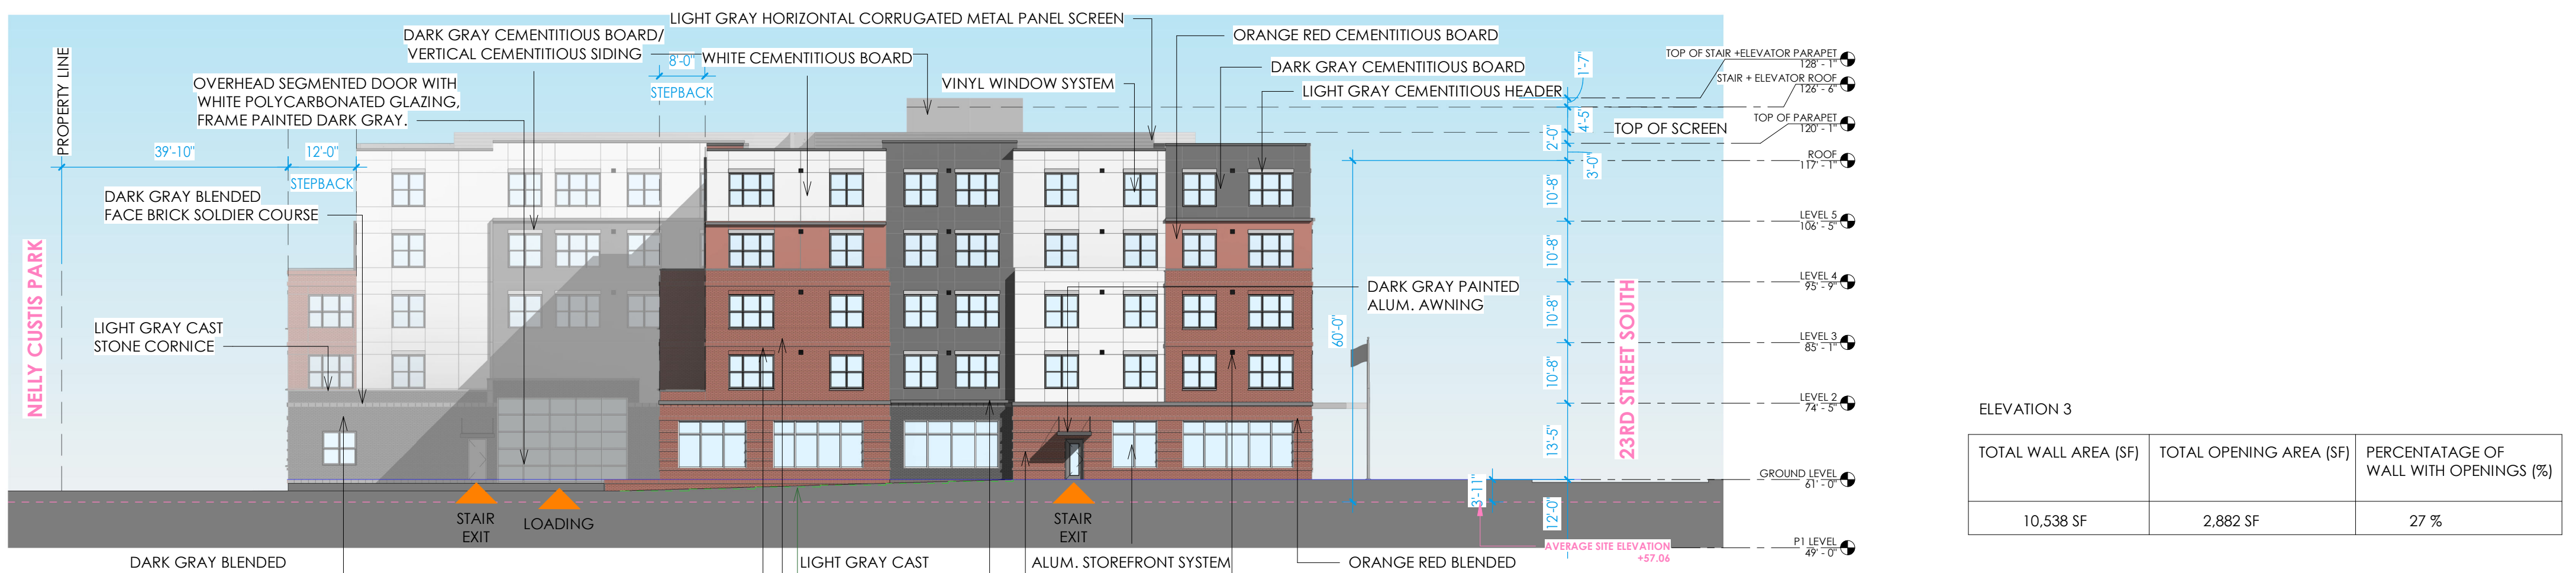 LIGHT GRAY HORIZONTAL CORRUGATED METAL PANEL SCREEN
DARK GRAY CEMENTITIOUS BOARD/
VERTICAL CEMENTITIOUS SIDING
8'-0"
STEPBACK
WHITE CEMENTITIOUS BOARD
ORANGE RED CEMENTITIOUS BOARD
DARK GRAY CEMENTITIOUS BOARD
VINYL WINDOW SYSTEM
LIGHT GRAY CEMENTITIOUS HEADER
OVERHEAD SEGMENTED DOOR WITH
WHITE POLYCARBONATED GLAZING,
FRAME PAINTED DARK GRAY.
PROPERTY LINE
39'-10"
12'-0"
STEPBACK
DARK GRAY BLENDED
FACE BRICK SOLDIER COURSE
NELLY CUSTIS PARK
LIGHT GRAY CAST
STONE CORNICE
DARK GRAY PAINTED
ALUM. AWNING
60'-0"
23RD STREET SOUTH
1'-7"
4'-5"
2'-0"
3'-0"
10'-8"
10'-8"
10'-8"
10'-8"
13'-5"
3'-11"
12'-0"
TOP OF STAIR +ELEVATOR PARAPET
128' - 1"
STAIR + ELEVATOR ROOF
126' - 6"
TOP OF PARAPET
120' - 1"
TOP OF SCREEN
ROOF
117' - 1"
LEVEL 5
106' - 5"
LEVEL 4
95' - 9"
LEVEL 3
85' - 1"
LEVEL 2
74' - 5"
GROUND LEVEL
61' - 0"
P1 LEVEL
49' - 0"
AVERAGE SITE ELEVATION
+57.06
STAIR
EXIT
LOADING
STAIR
EXIT
DARK GRAY BLENDED
LIGHT GRAY CAST
ALUM. STOREFRONT SYSTEM
ORANGE RED BLENDED
ELEVATION 3
TOTAL WALL AREA (SF)
TOTAL OPENING AREA (SF)
PERCENTATAGE OF
WALL WITH OPENINGS (%)
10,538 SF
2,882 SF
27 %